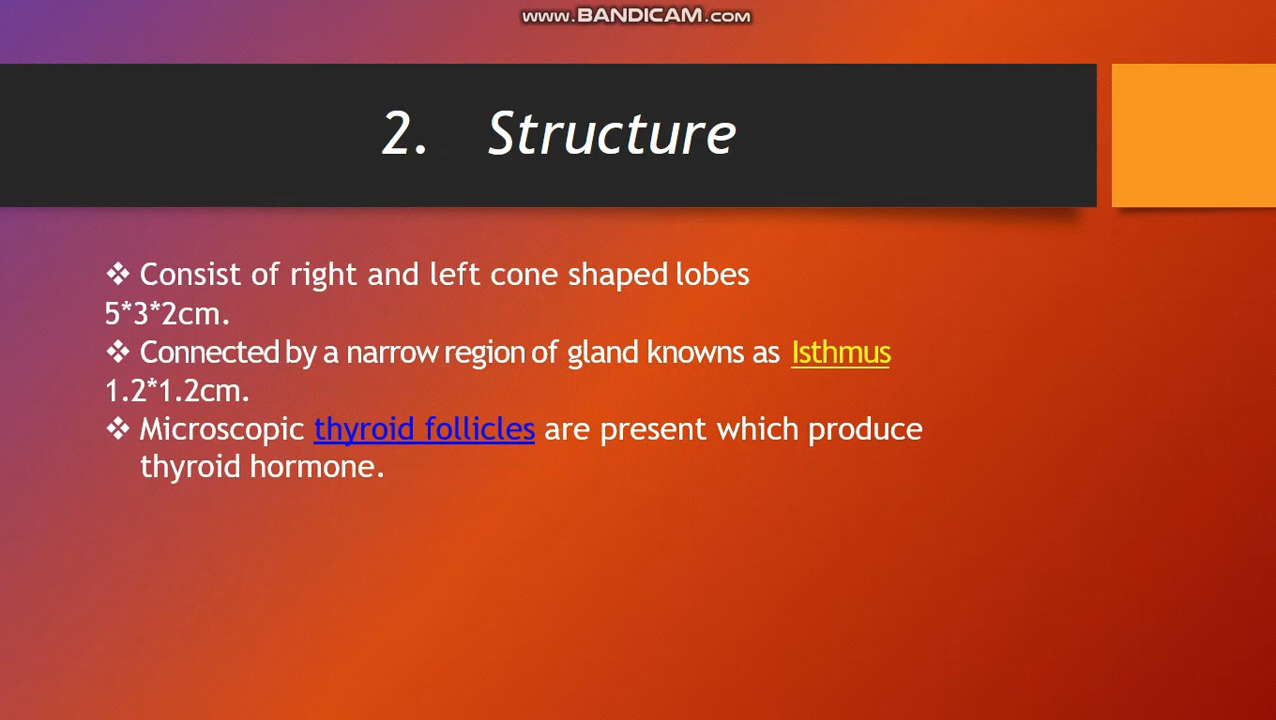 www.BANDICAM.com
2. Structure
❖ Consist of right and left cone shaped lobes
5*3*2cm.
❖ Connected by a narrow region of gland knowns as Isthmus
1.2*1.2cm.
❖ Microscopic thyroid follicles are present which produce
thyroid hormone.